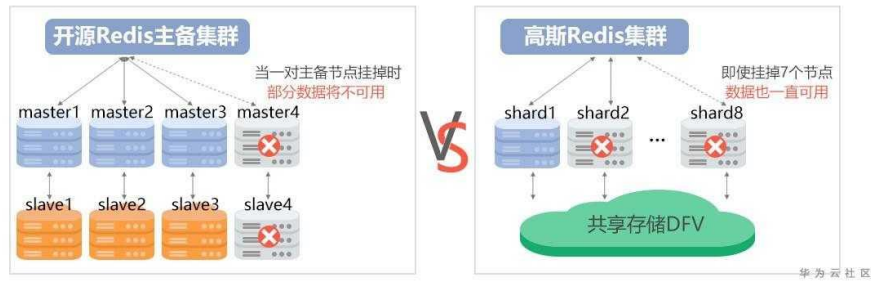 开源Redis主备集群
当一对主备节点挂掉时
部分数据将不可用
master1 master2 master3 master4
slave1 slave2 slave3 slave4
VS
高斯Redis集群
即使挂掉7个节点
数据也一直可用
shard1 shard2 ... shard8
共享存储DFV
华为云社区